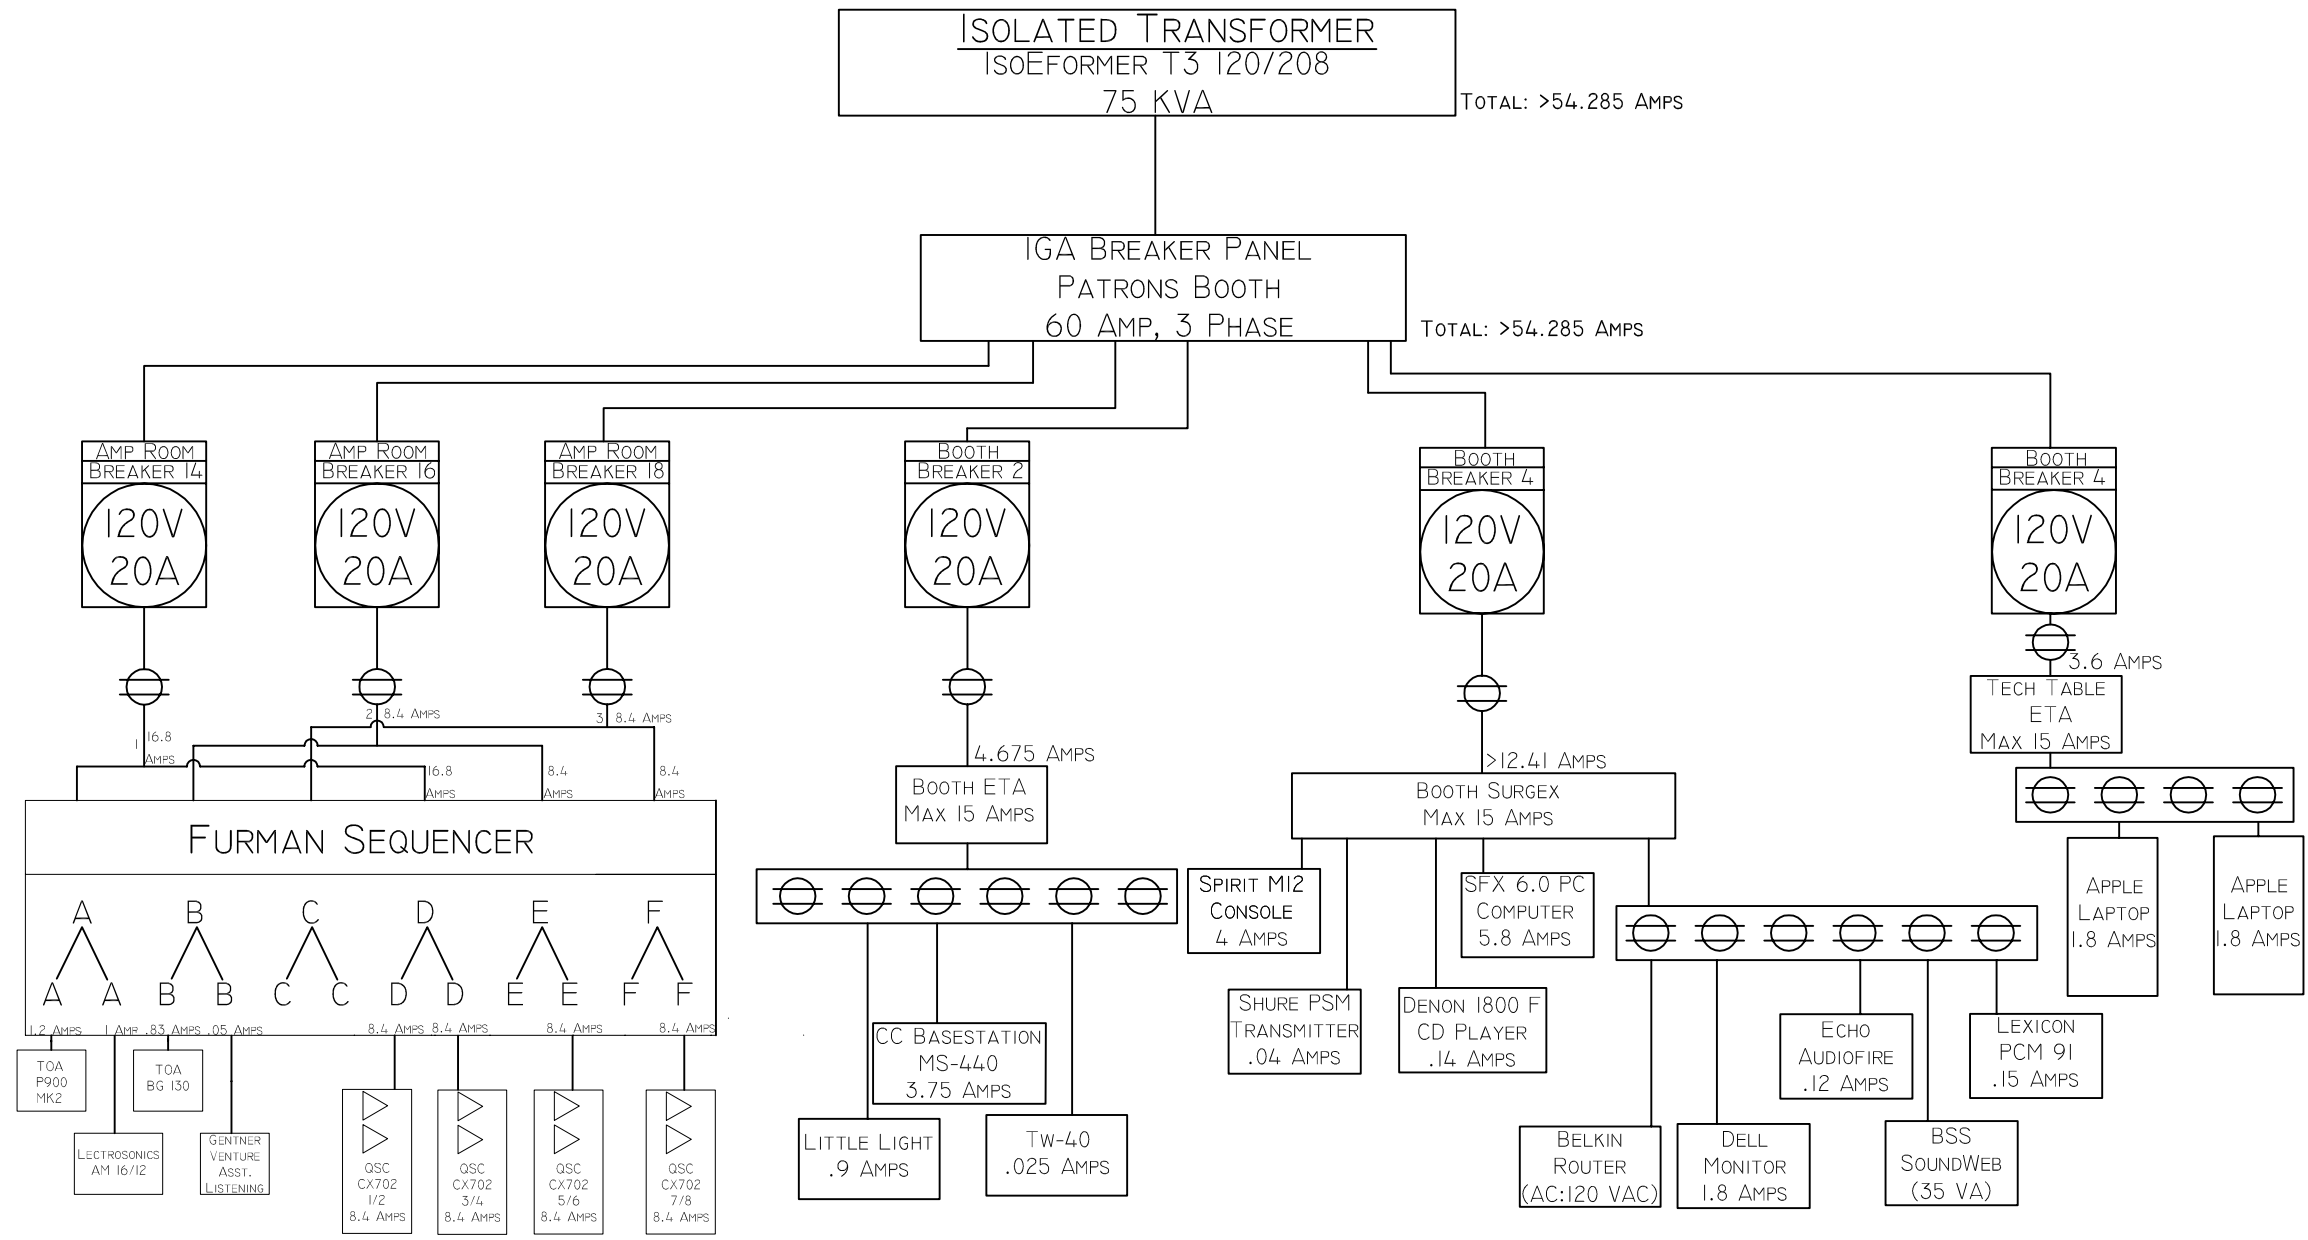 ISOLATED TRANSFORMER
ISOEFORMER T3 120/208
75 KVA
TOTAL: >54.285 AMPS
IGA BREAKER PANEL
PATRONS BOOTH
60 AMP, 3 PHASE
TOTAL: >54.285 AMPS
AMP ROOM
BREAKER 14
120V
20A
AMP ROOM
BREAKER 16
120V
20A
AMP ROOM
BREAKER 18
120V
20A
BOOTH
BREAKER 2
120V
20A
BOOTH
BREAKER 4
120V
20A
BOOTH
BREAKER 4
120V
20A
1 16.8
AMPS
2 8.4 AMPS
3 8.4 AMPS
16.8
AMPS
8.4
AMPS
8.4
AMPS
FURMAN SEQUENCER
A B C D E F
A A B B C C D D E E F F
1.2 AMPS 1 AMP .83 AMPS .05 AMPS 8.4 AMPS 8.4 AMPS 8.4 AMPS 8.4 AMPS
TOA
P900
MK2
LECTROSONICS
AM 16/12
TOA
BG 130
GENTNER
VENTURE
ASST.
LISTENING
QSC
CX702
1/2
8.4 AMPS
QSC
CX702
3/4
8.4 AMPS
QSC
CX702
5/6
8.4 AMPS
QSC
CX702
7/8
8.4 AMPS
4.675 AMPS
BOOTH ETA
MAX 15 AMPS
LITTLE LIGHT
.9 AMPS
CC BASESTATION
MS-440
3.75 AMPS
TW-40
.025 AMPS
>12.41 AMPS
BOOTH SURGEX
MAX 15 AMPS
SPIRIT M12
CONSOLE
4 AMPS
SHURE PSM
TRANSMITTER
.04 AMPS
DENON 1800 F
CD PLAYER
.14 AMPS
SFX 6.0 PC
COMPUTER
5.8 AMPS
BELKIN
ROUTER
(AC:120 VAC)
DELL
MONITOR
1.8 AMPS
ECHO
AUDIOFIRE
.12 AMPS
BSS
SOUNDWEB
(35 VA)
LEXICON
PCM 91
.15 AMPS
3.6 AMPS
TECH TABLE
ETA
MAX 15 AMPS
APPLE
LAPTOP
1.8 AMPS
APPLE
LAPTOP
1.8 AMPS